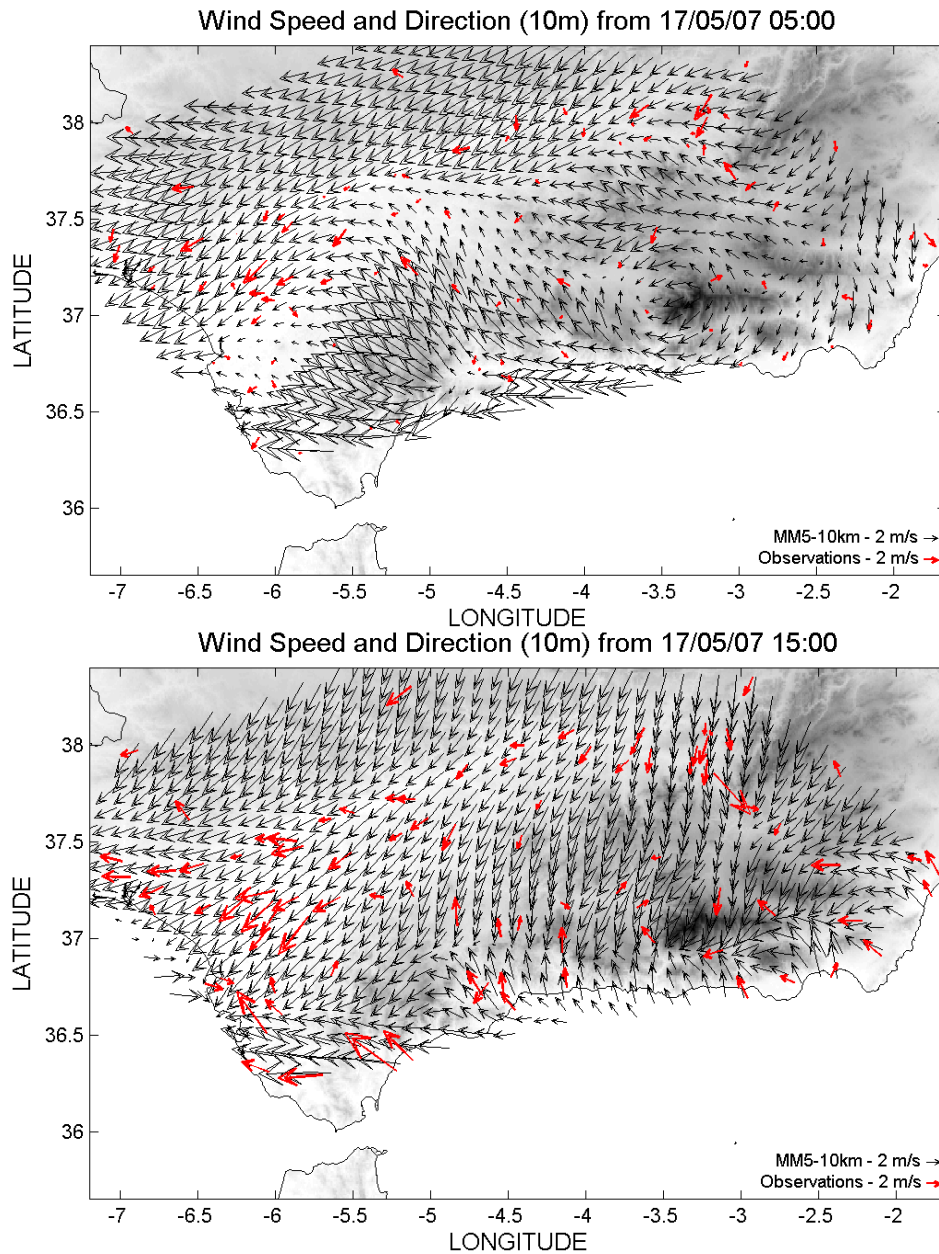 Wind Speed and Direction (10m) from 17/05/07 05:00
LATITUDE
38
37.5
37
36.5
36
MM5-10km - 2 m/s
Observations - 2 m/s
-7 -6.5 -6 -5.5 -5 -4.5 -4 -3.5 -3 -2.5 -2
LONGITUDE
Wind Speed and Direction (10m) from 17/05/07 15:00
LATITUDE
38
37.5
37
36.5
36
MM5-10km - 2 m/s
Observations - 2 m/s
-7 -6.5 -6 -5.5 -5 -4.5 -4 -3.5 -3 -2.5 -2
LONGITUDE